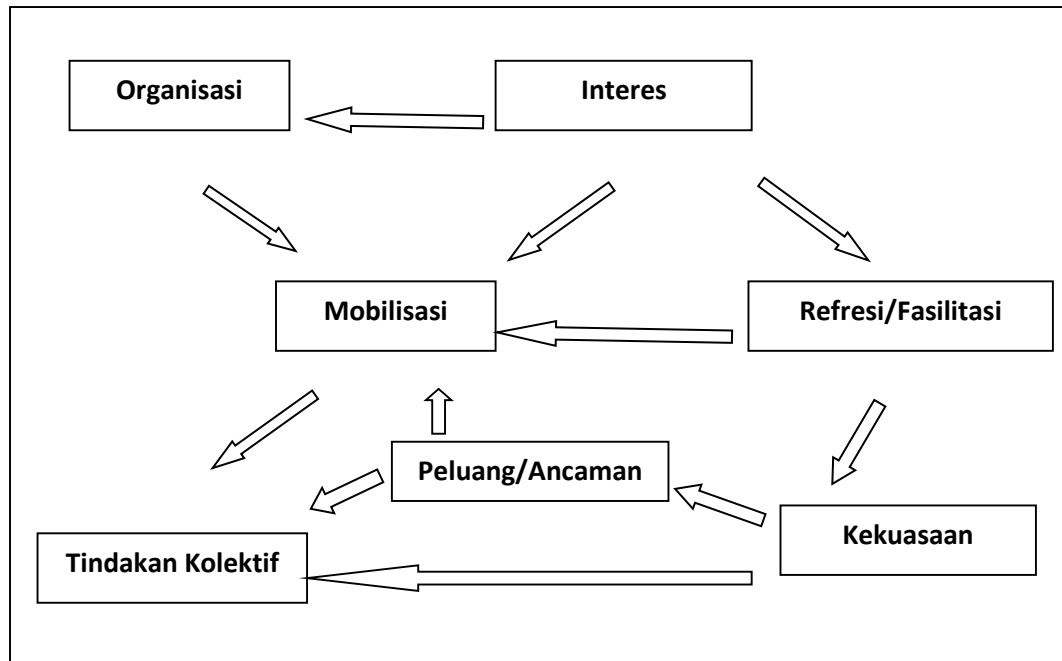 Organisasi
Interes
Mobilisasi
Refresi/Fasilitasi
Peluang/Ancaman
Kekuasaan
Tindakan Kolektif